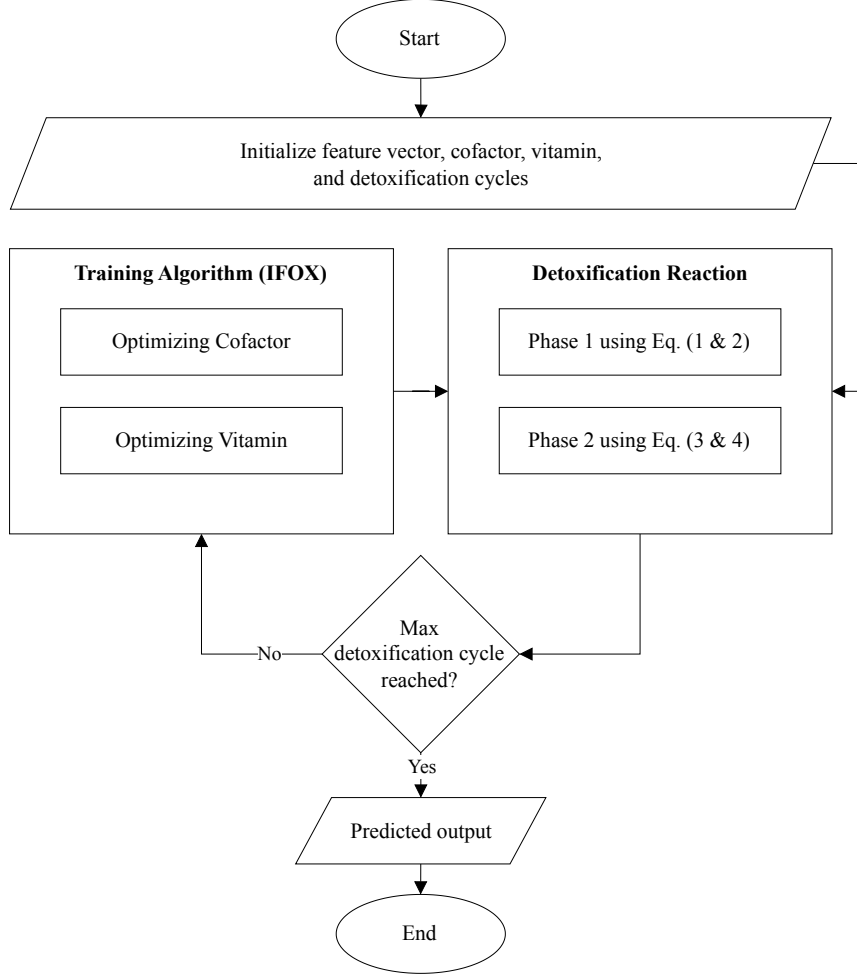 Start
Initialize feature vector, cofactor, vitamin,
and detoxification cycles
Training Algorithm (IFOX)
Optimizing Cofactor
Optimizing Vitamin
Detoxification Reaction
Phase 1 using Eq. (1 & 2)
Phase 2 using Eq. (3 & 4)
Max
detoxification cycle
reached?
No
Yes
Predicted output
End